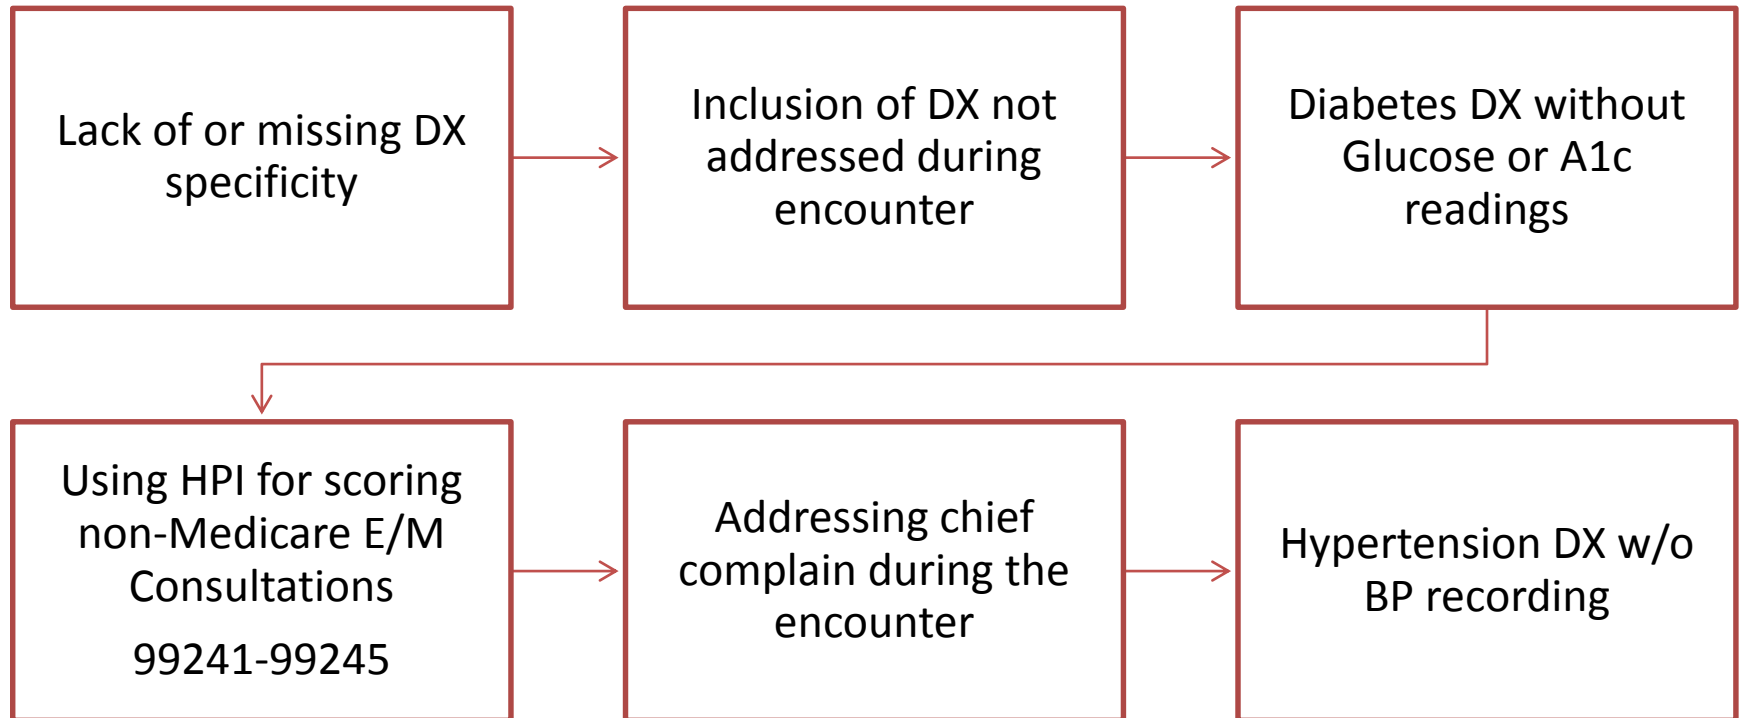 Lack of or missing DX
specificity
Inclusion of DX not
addressed during
encounter
Diabetes DX without
Glucose or A1c
readings
Using HPI for scoring
non-Medicare E/M
Consultations
99241-99245
Addressing chief
complain during the
encounter
Hypertension DX w/o
BP recording